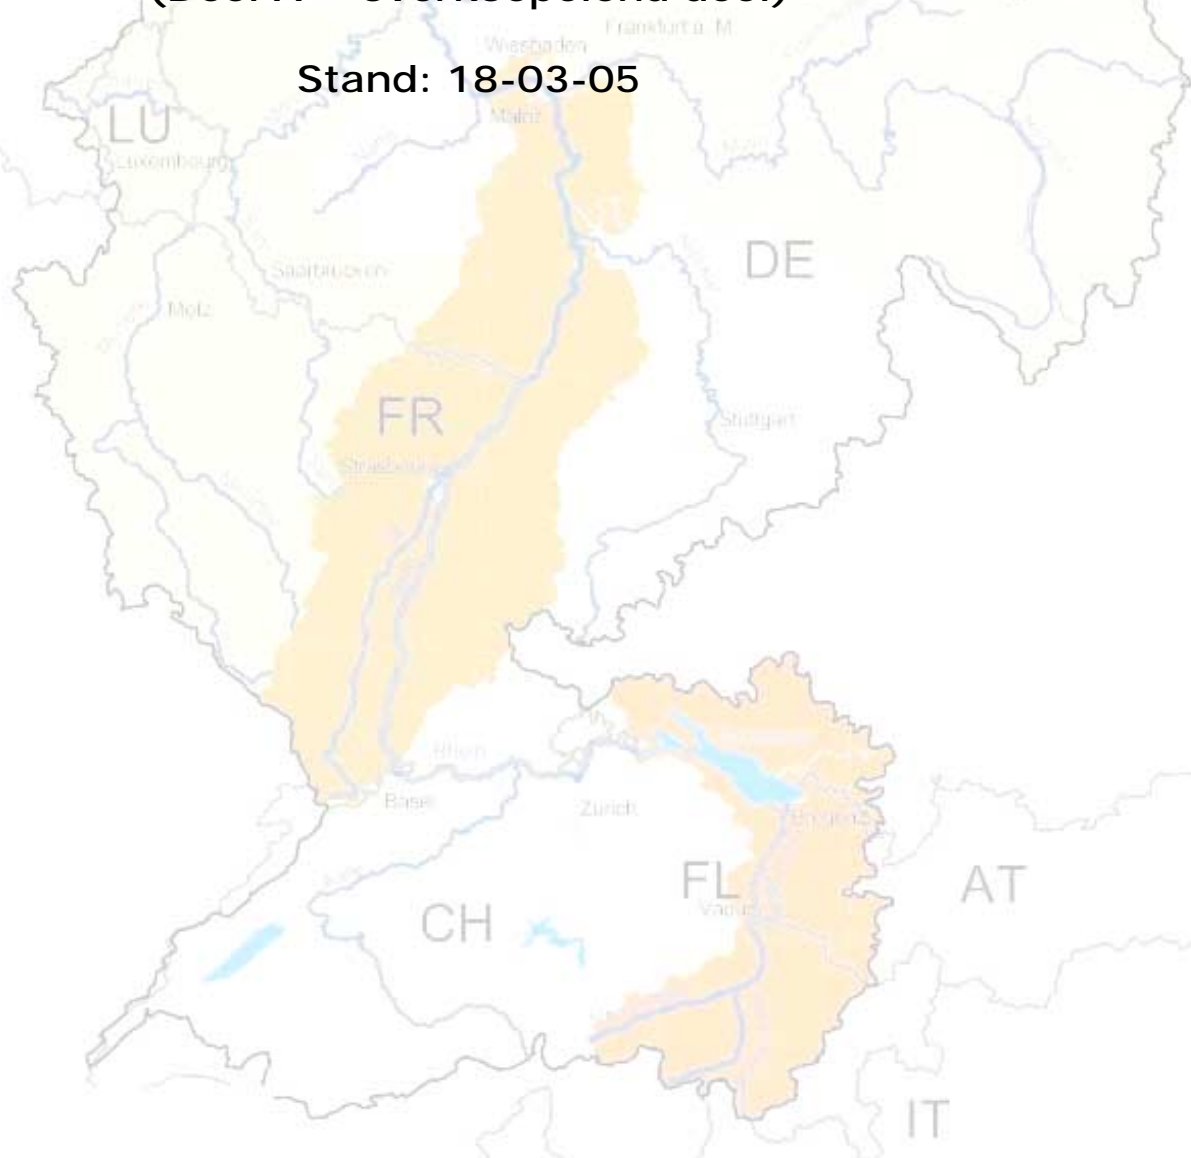 Frankfurt a. M.
Wiesbaden
Stand: 18-03-05
Mainz
LU
Luxembourg
DE
Saarbrücken
Metz
FR
Stuttgart
Strasbourg
Rhein
Basel
Zürich
Bregenz
FL
AT
Vaduz
CH
IT